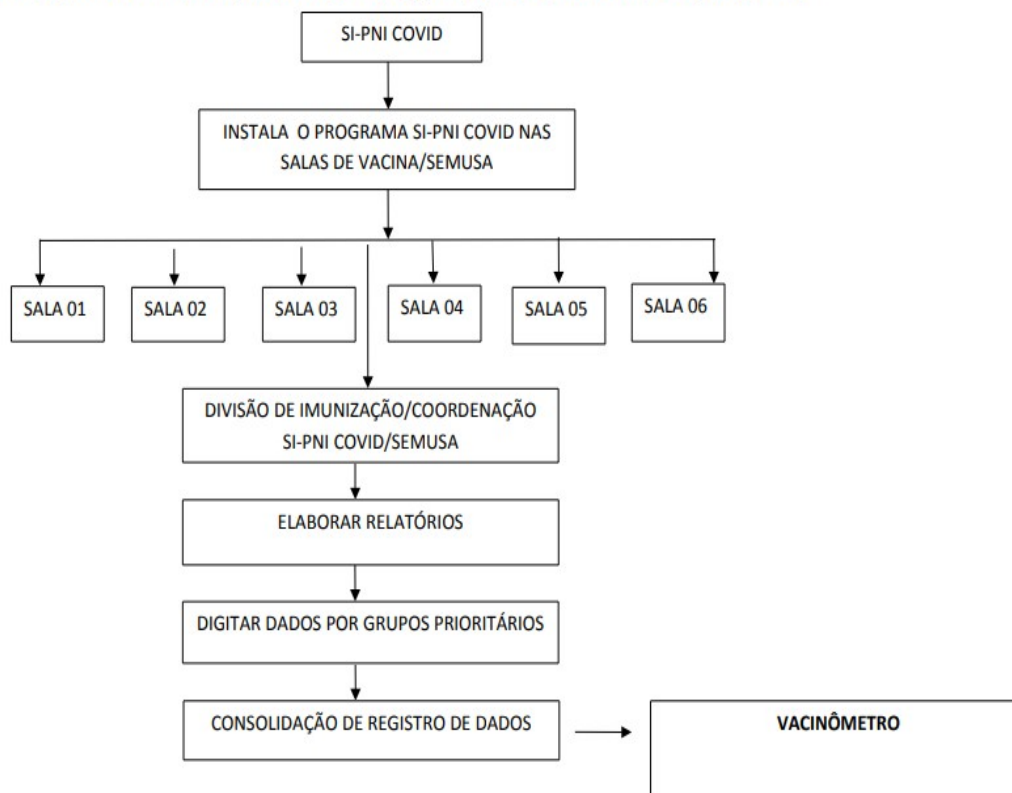 SI-PNI COVID
INSTALA O PROGRAMA SI-PNI COVID NAS
SALAS DE VACINA/SEMUSA
SALA 01
SALA 02
SALA 03
SALA 04
SALA 05
SALA 06
DIVISÃO DE IMUNIZAÇÃO/COORDENAÇÃO
SI-PNI COVID/SEMUSA
ELABORAR RELATÓRIOS
DIGITAR DADOS POR GRUPOS PRIORITÁRIOS
CONSOLIDAÇÃO DE REGISTRO DE DADOS
VACINÔMETRO